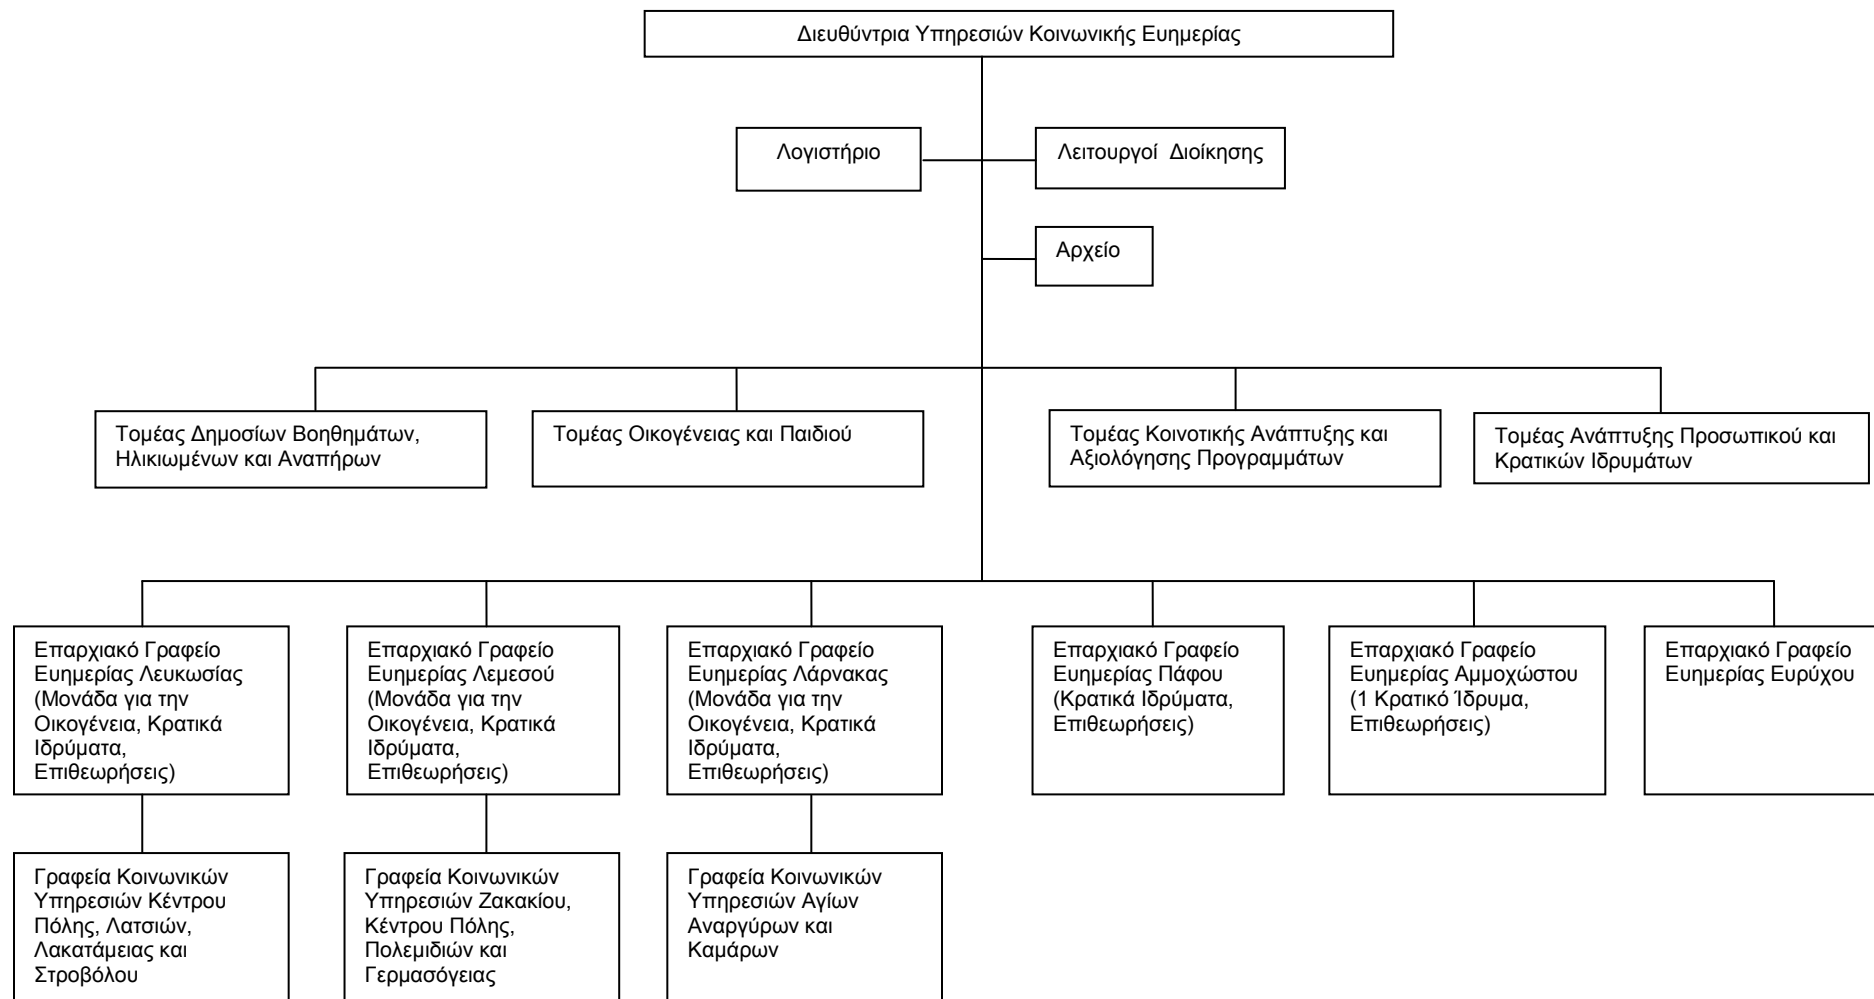 Διευθύντρια Υπηρεσιών Κοινωνικής Ευημερίας
Λογιστήριο
Λειτουργοί Διοίκησης
Αρχείο
Τομέας Δημοσίων Βοηθημάτων,
Ηλικιωμένων και Αναπήρων
Τομέας Οικογένειας και Παιδιού
Τομέας Κοινοτικής Ανάπτυξης και
Αξιολόγησης Προγραμμάτων
Τομέας Ανάπτυξης Προσωπικού και
Κρατικών Ιδρυμάτων
Επαρχιακό Γραφείο
Ευημερίας Λευκωσίας
(Μονάδα για την
Οικογένεια, Κρατικά
Ιδρύματα,
Επιθεωρήσεις)
Επαρχιακό Γραφείο
Ευημερίας Λεμεσού
(Μονάδα για την
Οικογένεια, Κρατικά
Ιδρύματα,
Επιθεωρήσεις)
Επαρχιακό Γραφείο
Ευημερίας Λάρνακας
(Μονάδα για την
Οικογένεια, Κρατικά
Ιδρύματα,
Επιθεωρήσεις)
Επαρχιακό Γραφείο
Ευημερίας Πάφου
(Κρατικά Ιδρύματα,
Επιθεωρήσεις)
Επαρχιακό Γραφείο
Ευημερίας Αμμοχώστου
(1 Κρατικό Ίδρυμα,
Επιθεωρήσεις)
Επαρχιακό Γραφείο
Ευημερίας Ευρύχου
Γραφεία Κοινωνικών
Υπηρεσιών Κέντρου
Πόλης, Λατσιών,
Λακατάμειας και
Στροβόλου
Γραφεία Κοινωνικών
Υπηρεσιών Ζακακίου,
Κέντρου Πόλης,
Πολεμιδιών και
Γερμασόγειας
Γραφεία Κοινωνικών
Υπηρεσιών Αγίων
Αναργύρων και
Καμάρων